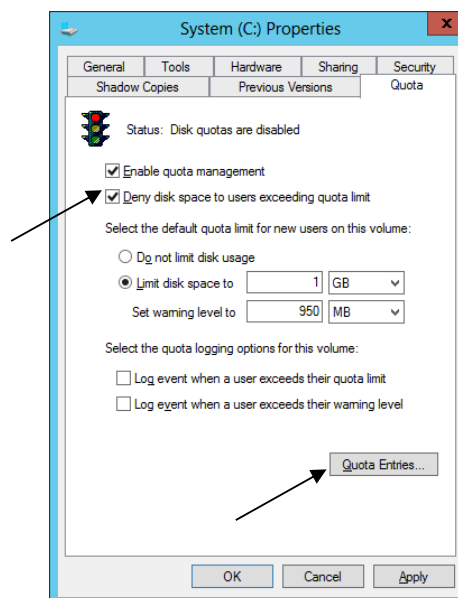 System (C:) Properties
x
General Tools Hardware Sharing Security
Shadow Copies Previous Versions Quota
Status: Disk quotas are disabled
Enable quota management
Deny disk space to users exceeding quota limit
Select the default quota limit for new users on this volume:
Do not limit disk usage
Limit disk space to 1 GB
Set warning level to 950 MB
Select the quota logging options for this volume:
Log event when a user exceeds their quota limit
Log event when a user exceeds their warning level
Quota Entries...
OK Cancel Apply